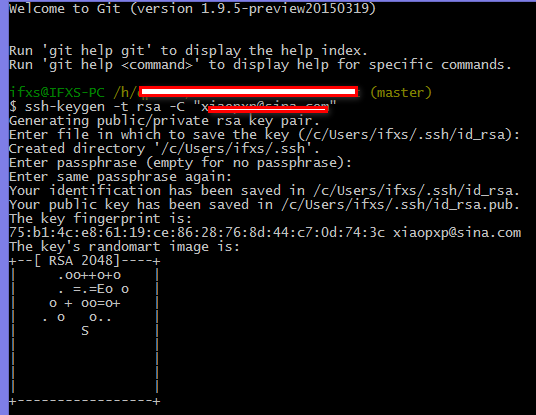 Welcome to Git (version 1.9.5-preview20150319)
Run 'git help git' to display the help index.
Run 'git help <command>' to display help for specific commands.
ifxs@IFXS-PC /h/ (master)
$ ssh-keygen -t rsa -C "xiaopxp@sina.com"
Generating public/private rsa key pair.
Enter file in which to save the key (/c/Users/ifxs/.ssh/id_rsa):
Created directory '/c/Users/ifxs/.ssh'.
Enter passphrase (empty for no passphrase):
Enter same passphrase again:
Your identification has been saved in /c/Users/ifxs/.ssh/id_rsa.
Your public key has been saved in /c/Users/ifxs/.ssh/id_rsa.pub.
The key fingerprint is:
75:b1:4c:e8:61:19:ce:86:28:76:8d:44:c7:0d:74:3c xiaopxp@sina.com
The key's randomart image is:
+--[ RSA 2048]----+
|     .oo++o+o    |
|     . =.=Eo o   |
|    o + oo=o+    |
|   . o   o..     |
|        S        |
|                 |
|                 |
|                 |
|                 |
+-----------------+